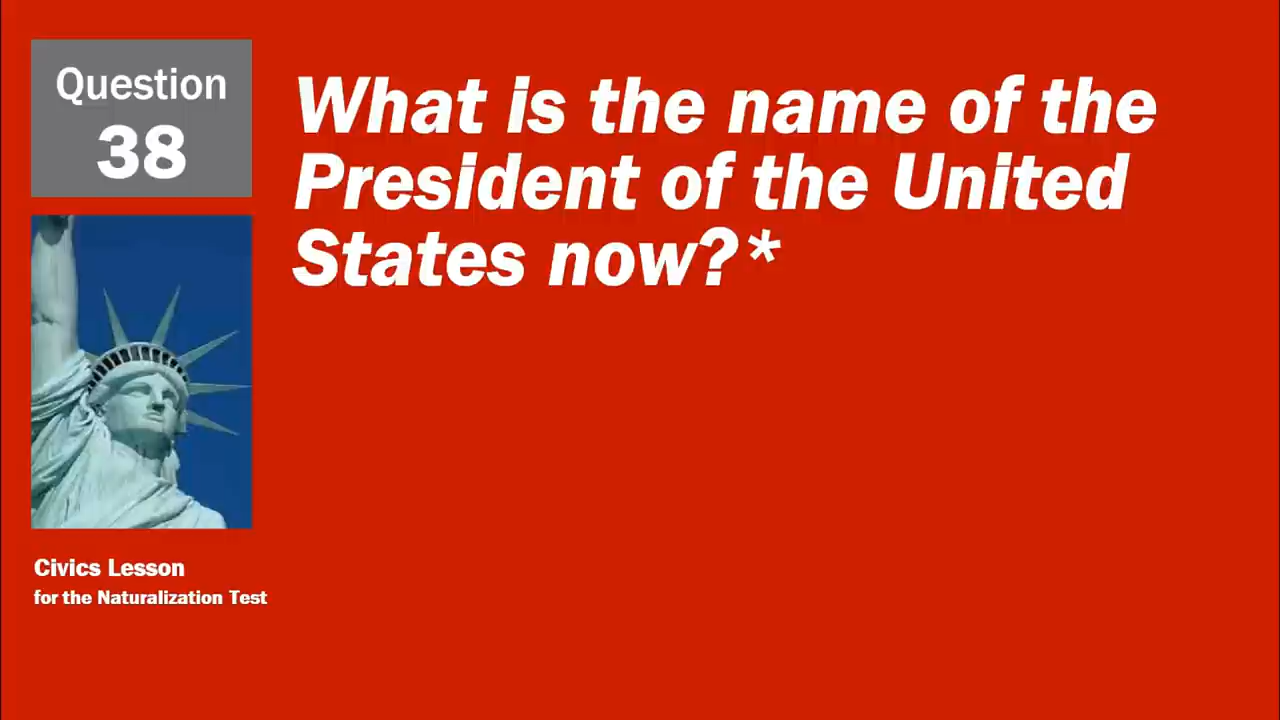 Question
38
What is the name of the
President of the United
States now?*
Civics Lesson
for the Naturalization Test